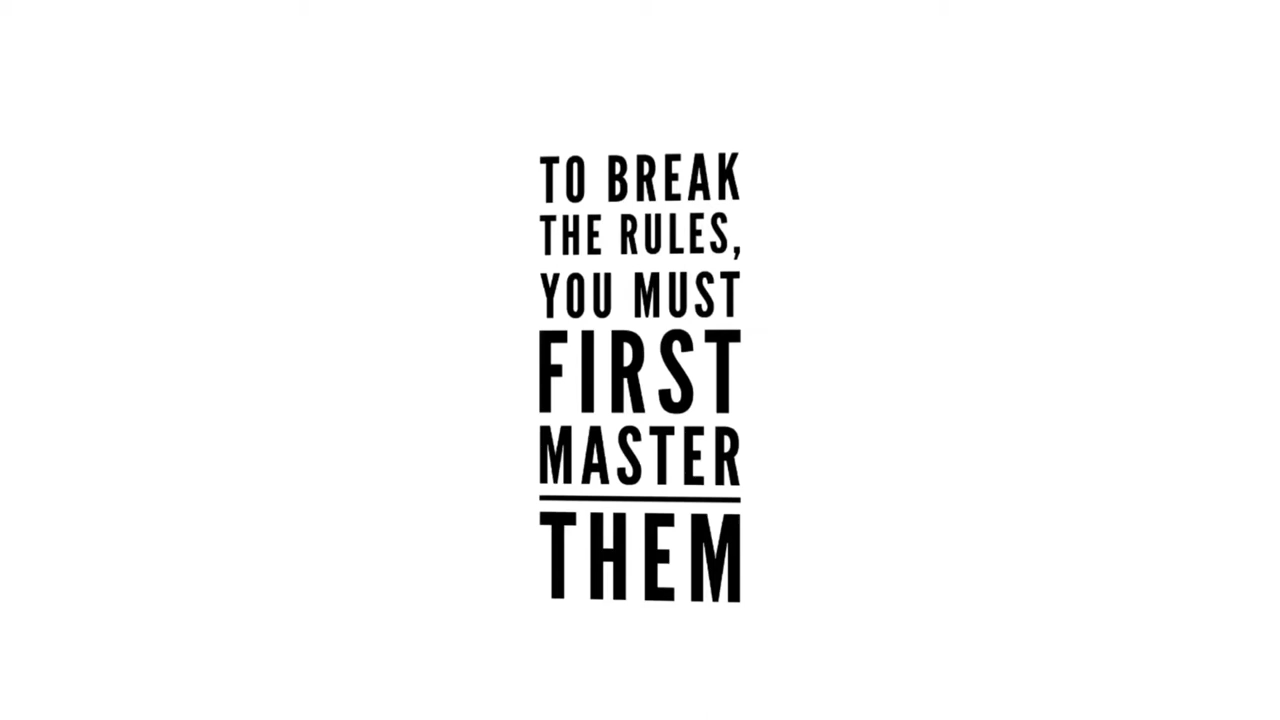 TO BREAK
THE RULES,
YOU MUST
FIRST
MASTER
THEM